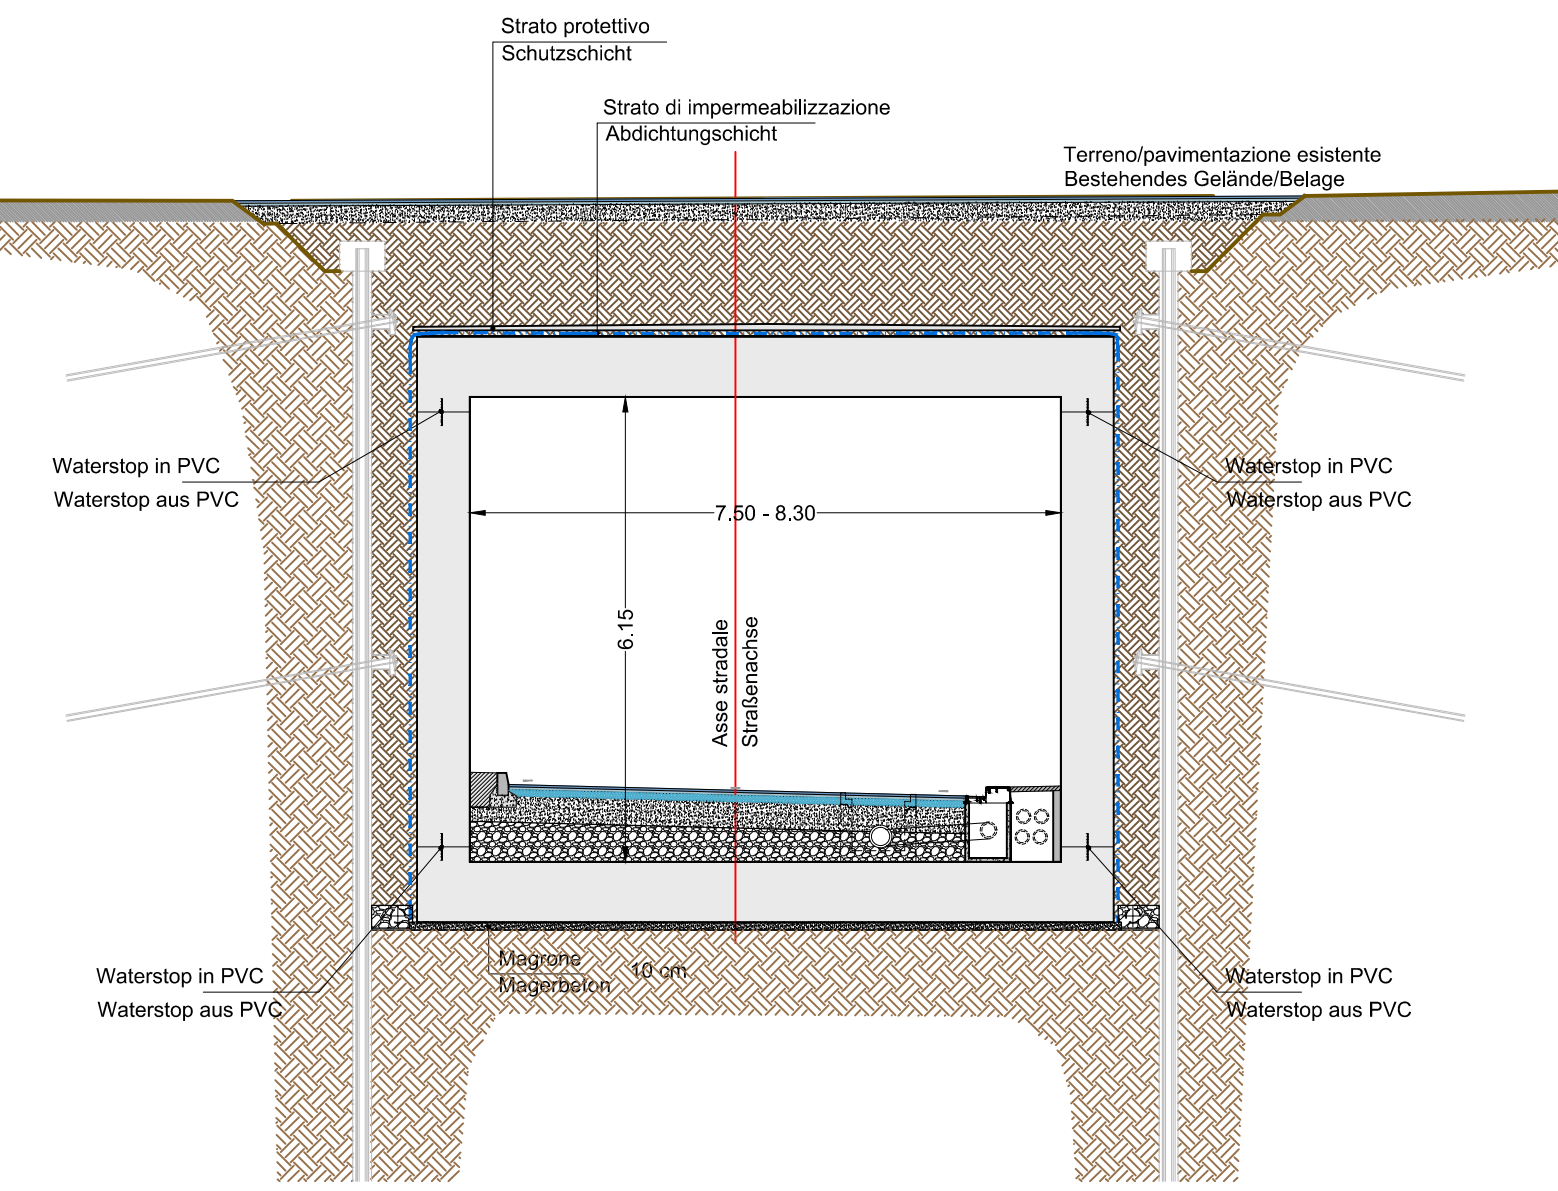 Strato protettivo
Schutzschicht
Strato di impermeabilizzazione
Abdichtungschicht
Terreno/pavimentazione esistente
Bestehendes Gelände/Belage
Waterstop in PVC
Waterstop aus PVC
Waterstop in PVC
Waterstop aus PVC
7.50 - 8.30
6.15
Asse stradale
Straßenachse
Magrone
Magerbeton
10 cm
Waterstop in PVC
Waterstop aus PVC
Waterstop in PVC
Waterstop aus PVC